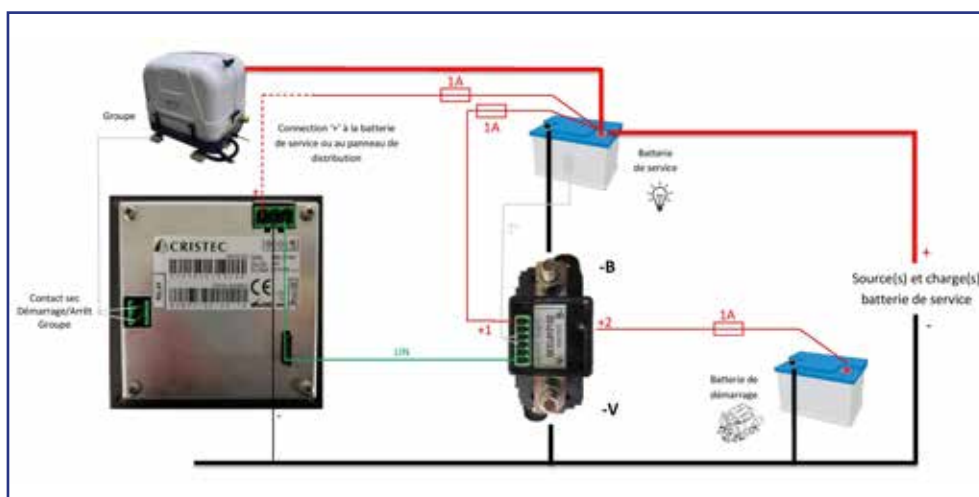 1A
1A
Groupe
Connection '+' à la batterie
de service ou au panneau de
distribution
Batterie
de service
+
CRISTEC
CE
-B
+
Source(s) et charge(s)
batterie de service
-
Contact sec
Démarrage/Arrêt
Groupe
+1
+2
1A
LIN
Batterie de
démarrage
-V
-